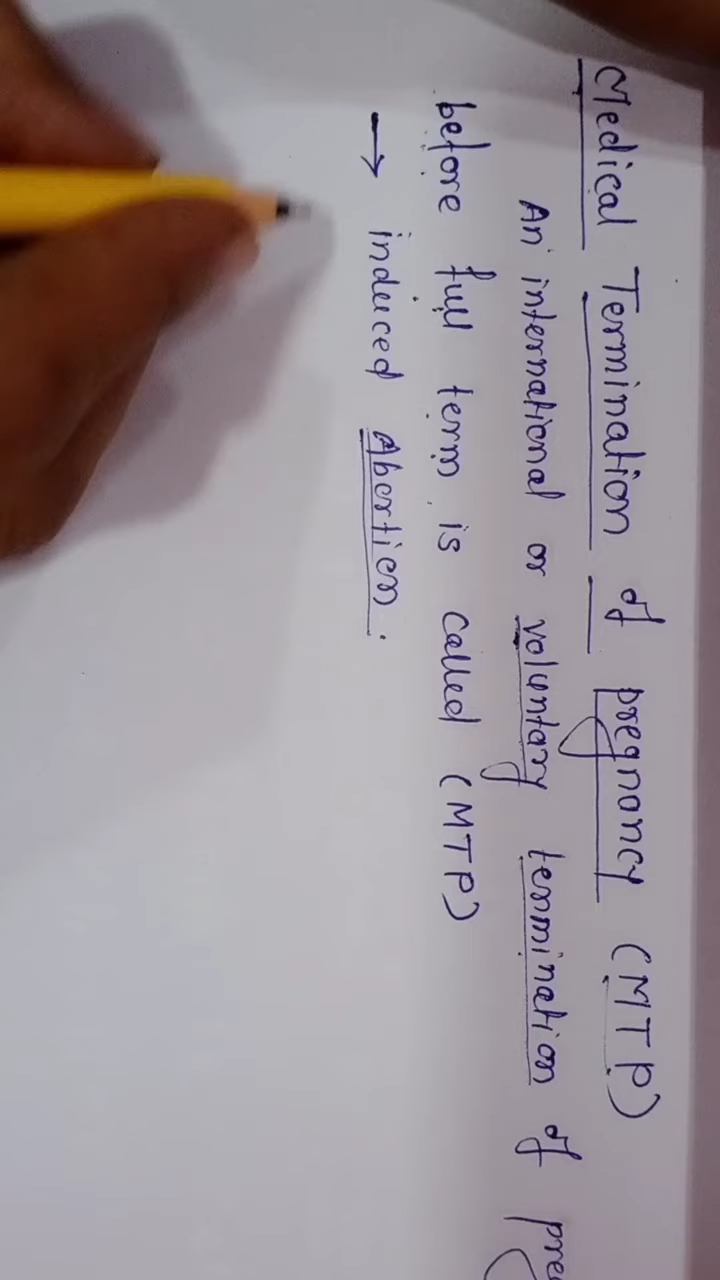 Medical Termination of pregnancy (MTP)
An international or voluntary termination of pre
before full term is called (MTP)
→ induced Abortion.